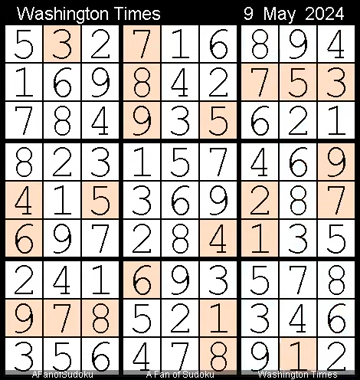 Washington Times 9 May 2024
5 3 2 7 1 6 8 9 4
1 6 9 8 4 2 7 5 3
7 8 4 9 3 5 6 2 1
8 2 3 1 5 7 4 6 9
4 1 5 3 6 9 2 8 7
6 9 7 2 8 4 1 3 5
2 4 1 6 9 3 5 7 8
9 7 8 5 2 1 3 4 6
3 5 6 4 7 8 9 1 2
AFanofSudoku A Fan of Sudoku Washington Times